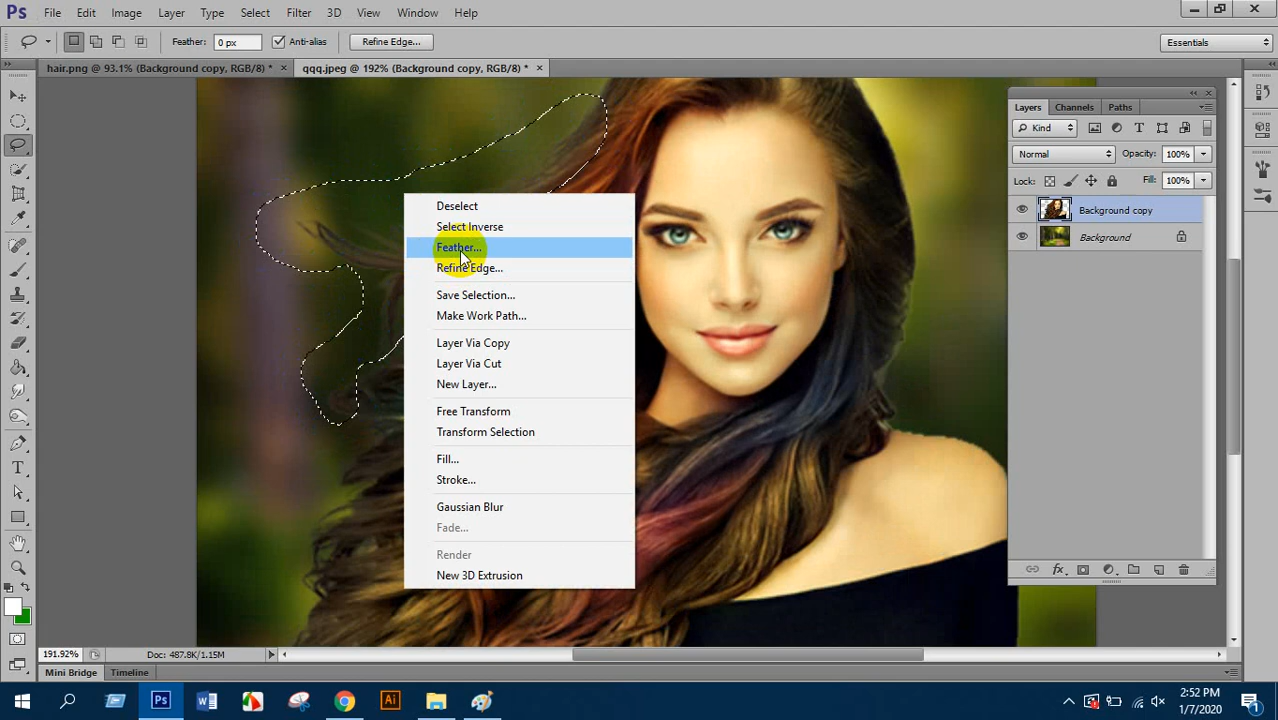 Ps File Edit Image Layer Type Select Filter 3D View Window Help
Feather: 0 px Anti-alias Refine Edge... Essentials
hair.png @ 93.1% (Background copy, RGB/8) * × qqq.jpeg @ 192% (Background copy, RGB/8) * ×
Layers Channels Paths
Kind T
Normal Opacity: 100%
Lock: Fill: 100%
Background copy
Background
Deselect
Select Inverse
Feather...
Refine Edge...
Save Selection...
Make Work Path...
Layer Via Copy
Layer Via Cut
New Layer...
Free Transform
Transform Selection
Fill...
Stroke...
Gaussian Blur
Fade...
Render
New 3D Extrusion
T
fx
191.92% Doc: 487.8K/1.15M
Mini Bridge Timeline
Ps Ai
2:52 PM
1/7/2020
1